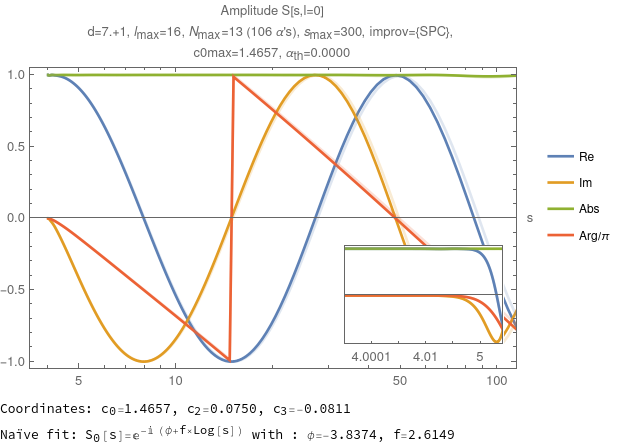 Amplitude S[s,l=0]
d=7.+1, lmax=16, Nmax=13 (106 α's), smax=300, improv={SPC},
c0max=1.4657, αth=0.0000
1.0
0.5
0.0
−0.5
−1.0
5
10
50
100
s
4.0001
4.01
5
Re
Im
Abs
Arg/π
Coordinates: c0=1.4657, c2=0.0750, c3=-0.0811
Naïve fit: S0[s]=e^-i (ϕ+f×Log[s]) with : ϕ=-3.8374, f=2.6149